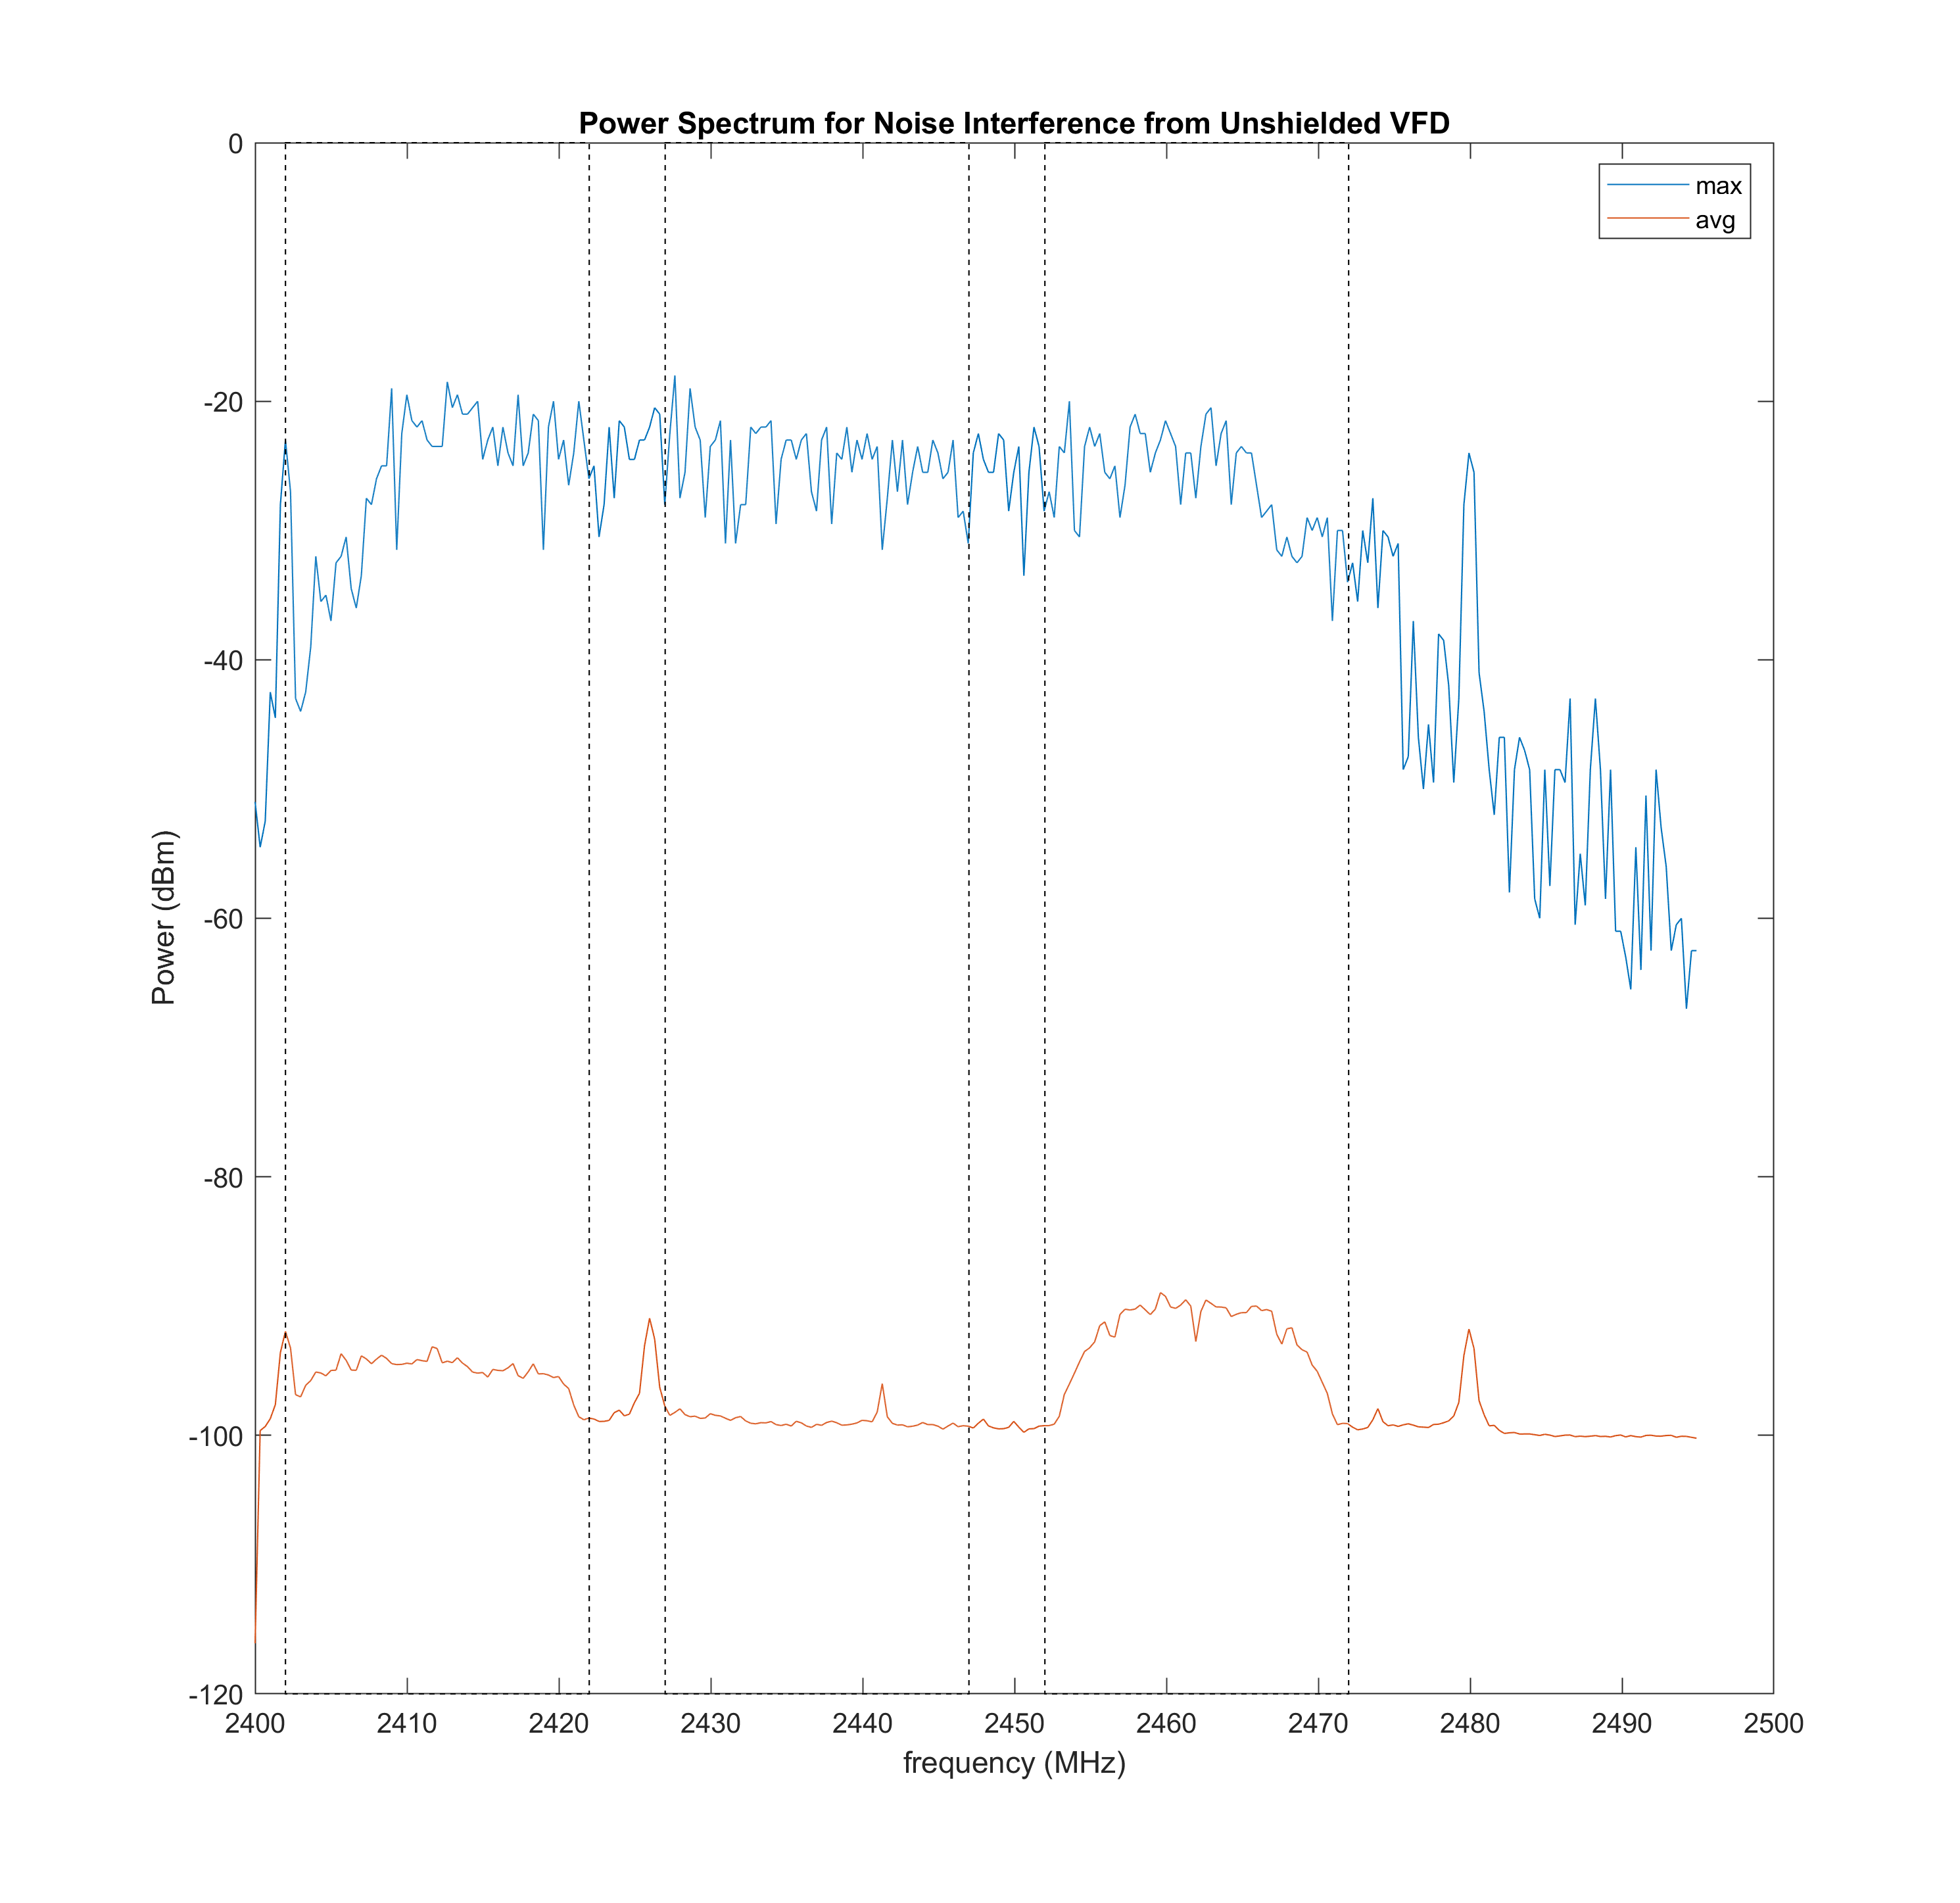 Power Spectrum for Noise Interference from Unshielded VFD
max
avg
0
-20
-40
-60
-80
-100
-120
Power (dBm)
2400 2410 2420 2430 2440 2450 2460 2470 2480 2490 2500
frequency (MHz)